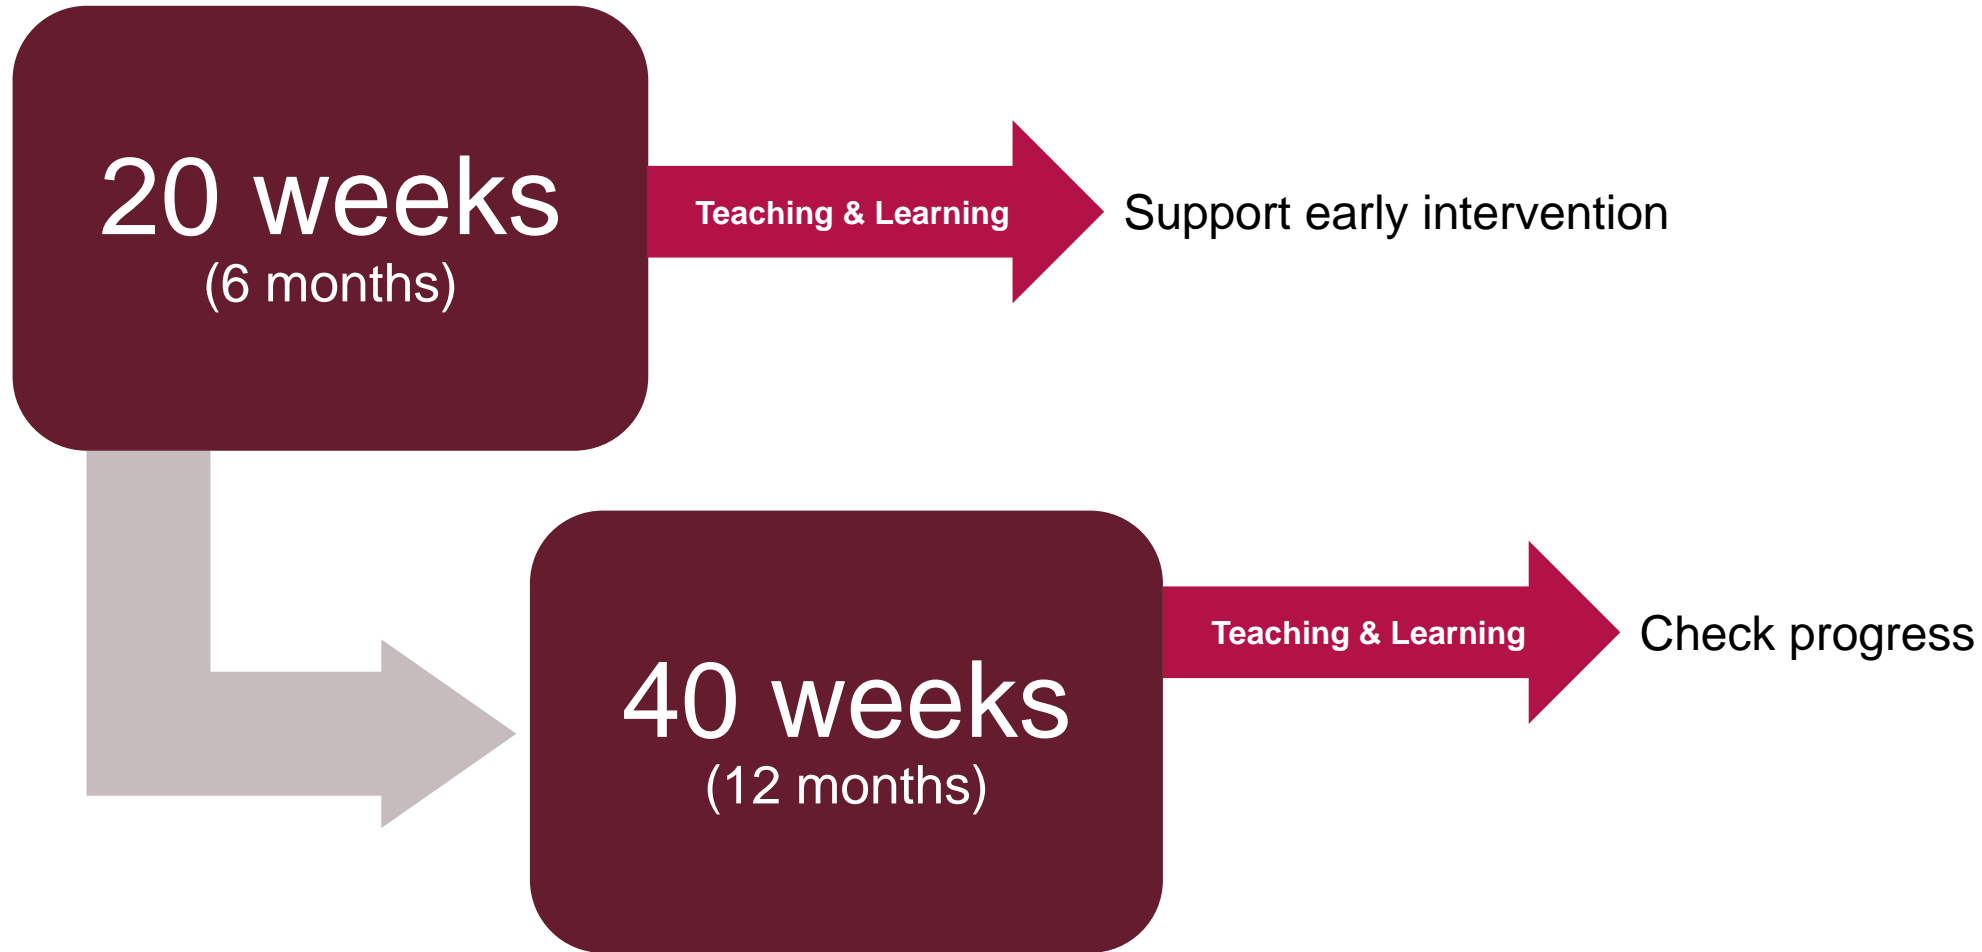 20 weeks
(6 months)
Teaching & Learning
Support early intervention
40 weeks
(12 months)
Teaching & Learning
Check progress